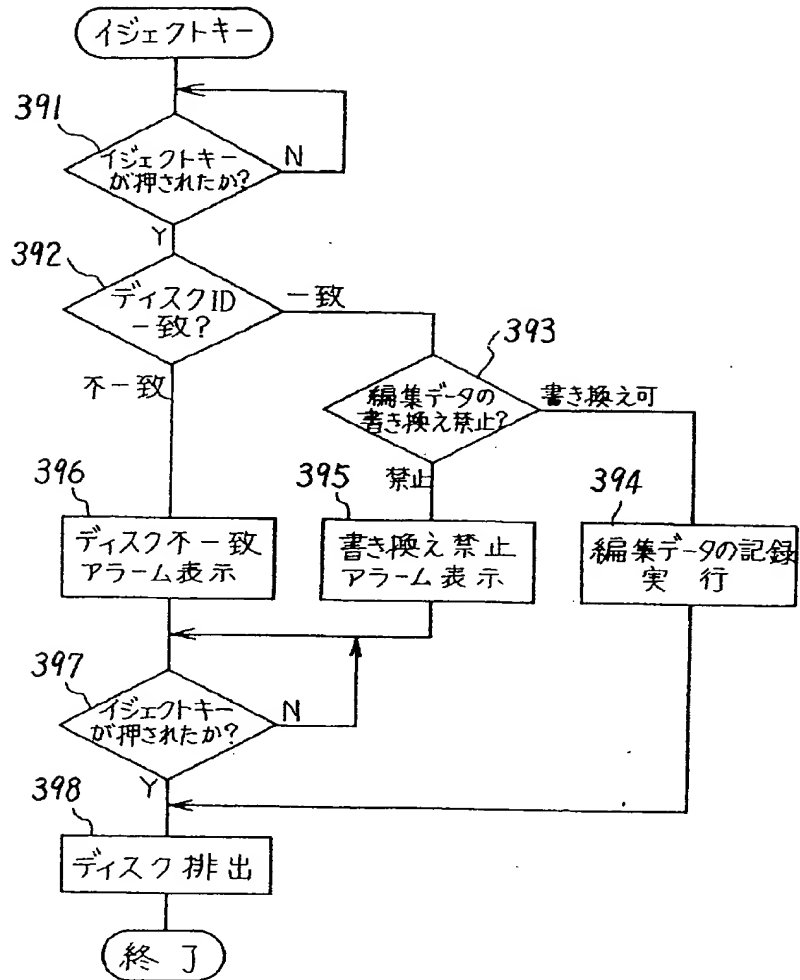 イジェクトキー
391
イジェクトキー
が押されたか?
N
Y
392
ディスクID
一致?
一致
不一致
393
編集データの
書き換え禁止?
書き換え可
禁止
396
ディスク不一致
アラーム表示
395
書き換え禁止
アラーム表示
394
編集データの記録
実 行
397
イジェクトキー
が押されたか?
N
Y
398
ディスク排出
終 了